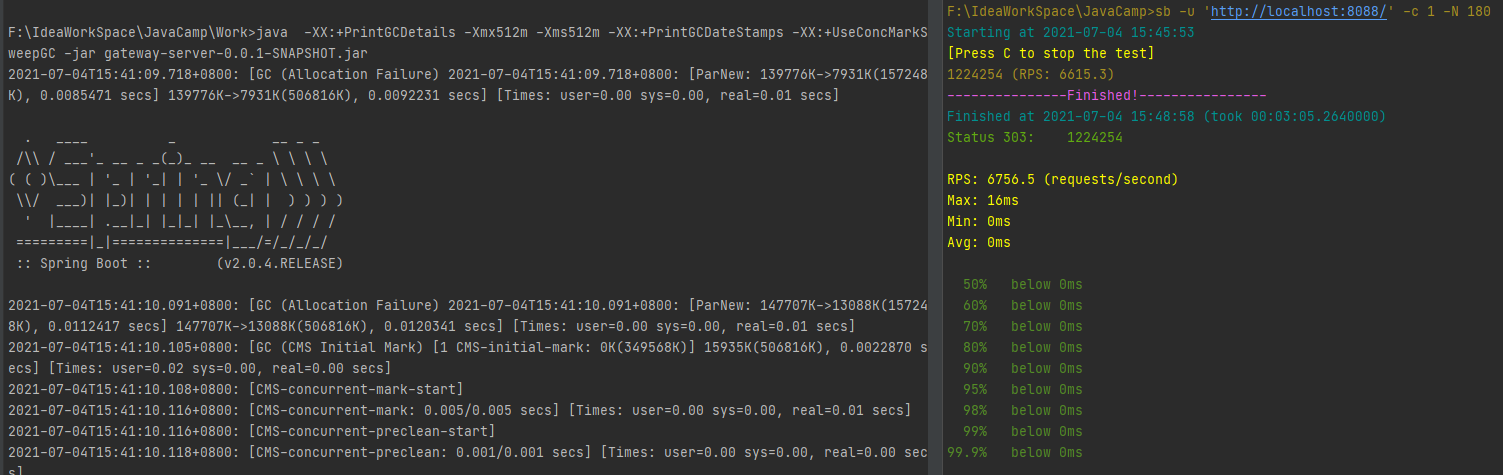 F:\IdeaWorkSpace\JavaCamp\Work>java  -XX:+PrintGCDetails -Xmx512m -Xms512m -XX:+PrintGCDateStamps -XX:+UseConcMarkS
weepGC -jar gateway-server-0.0.1-SNAPSHOT.jar
2021-07-04T15:41:09.718+0800: [GC (Allocation Failure) 2021-07-04T15:41:09.718+0800: [ParNew: 139776K->7931K(157248
K), 0.0085471 secs] 139776K->7931K(506816K), 0.0092231 secs] [Times: user=0.00 sys=0.00, real=0.01 secs]
  .   ____          _            __ _ _
 /\\ / ___'_ __ _ _(_)_ __  __ _ \ \ \ \
( ( )\___ | '_ | '_| | '_ \/ _` | \ \ \ \
 \\/  ___)| |_)| | | | | || (_| |  ) ) ) )
  '  |____| .__|_| |_|_| |_\__, | / / / /
 =========|_|==============|___/=/_/_/_/
 :: Spring Boot ::        (v2.0.4.RELEASE)
2021-07-04T15:41:10.091+0800: [GC (Allocation Failure) 2021-07-04T15:41:10.091+0800: [ParNew: 147707K->13088K(15724
8K), 0.0112417 secs] 147707K->13088K(506816K), 0.0120341 secs] [Times: user=0.00 sys=0.00, real=0.01 secs]
2021-07-04T15:41:10.105+0800: [GC (CMS Initial Mark) [1 CMS-initial-mark: 0K(349568K)] 15935K(506816K), 0.0022870 s
ecs] [Times: user=0.02 sys=0.00, real=0.00 secs]
2021-07-04T15:41:10.108+0800: [CMS-concurrent-mark-start]
2021-07-04T15:41:10.116+0800: [CMS-concurrent-mark: 0.005/0.005 secs] [Times: user=0.00 sys=0.00, real=0.01 secs]
2021-07-04T15:41:10.116+0800: [CMS-concurrent-preclean-start]
2021-07-04T15:41:10.118+0800: [CMS-concurrent-preclean: 0.001/0.001 secs] [Times: user=0.00 sys=0.00, real=0.00 sec
s]
F:\IdeaWorkSpace\JavaCamp>sb -u 'http://localhost:8088/' -c 1 -N 180
Starting at 2021-07-04 15:45:53
[Press C to stop the test]
1224254 (RPS: 6615.3)
---------------Finished!----------------
Finished at 2021-07-04 15:48:58 (took 00:03:05.2640000)
Status 303:    1224254
RPS: 6756.5 (requests/second)
Max: 16ms
Min: 0ms
Avg: 0ms
  50%   below 0ms
  60%   below 0ms
  70%   below 0ms
  80%   below 0ms
  90%   below 0ms
  95%   below 0ms
  98%   below 0ms
  99%   below 0ms
99.9%   below 0ms